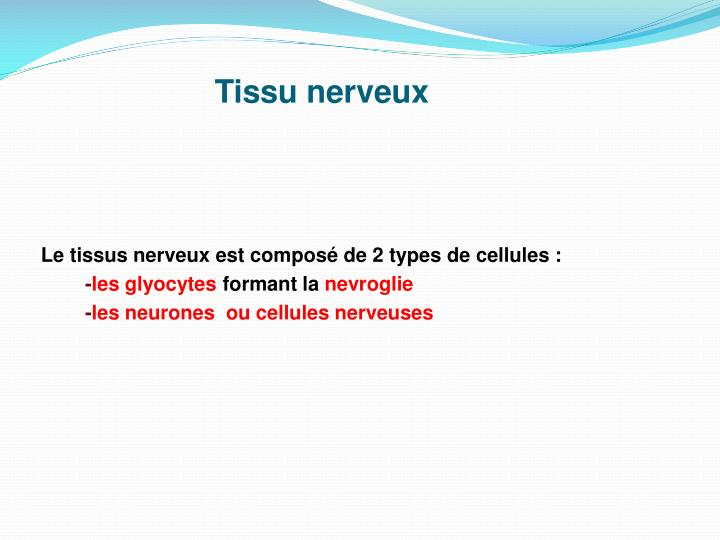 Tissu nerveux
Le tissus nerveux est composé de 2 types de cellules :
-les glyocytes formant la nevroglie
-les neurones  ou cellules nerveuses